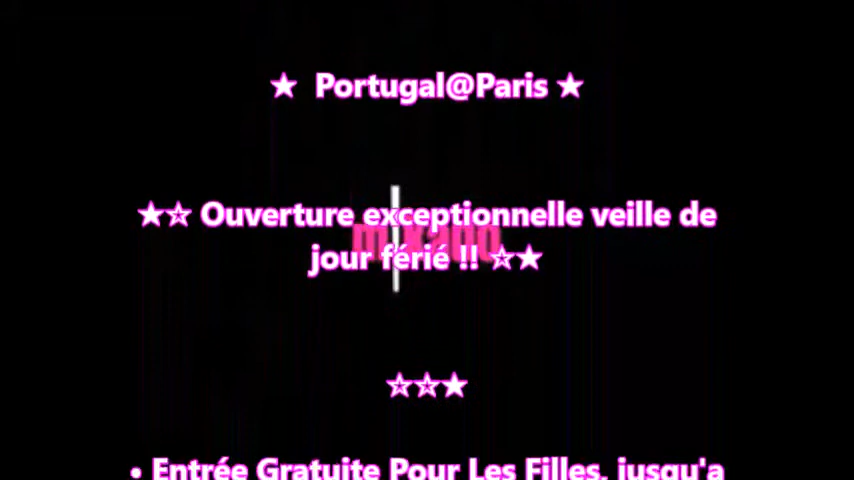 ★ Portugal@Paris ★
★☆ Ouverture exceptionnelle veille de
jour férié !! ☆★
☆☆★
• Entrée Gratuite Pour Les Filles, jusqu'a